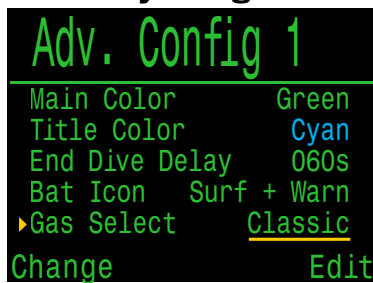 Adv. Config 1
Main Color Green
Title Color Cyan
End Dive Delay 060s
Bat Icon Surf + Warn
Gas Select Classic
Change Edit